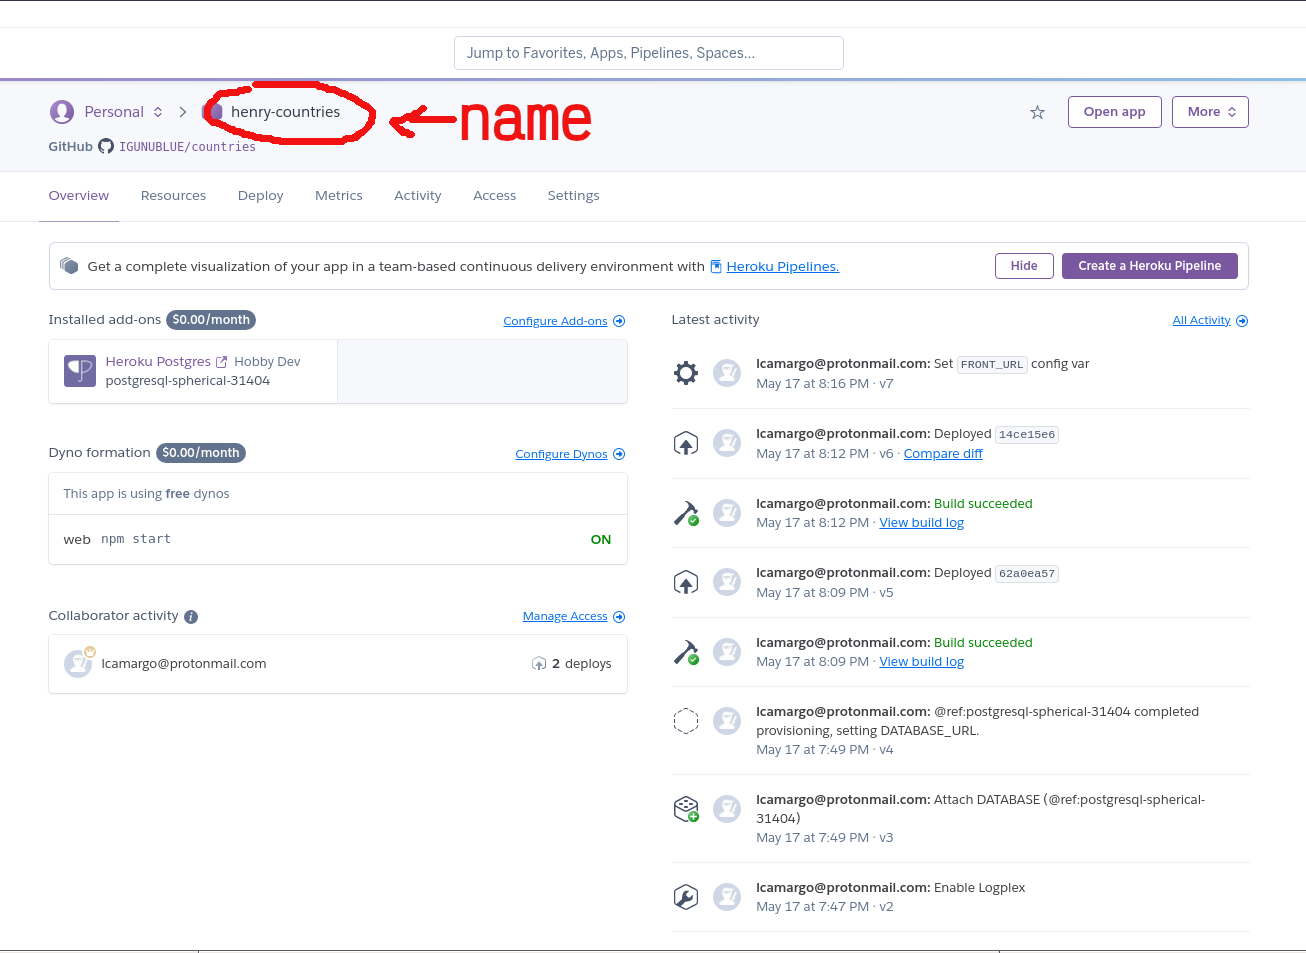 Jump to Favorites, Apps, Pipelines, Spaces...
Personal henry-countries name Open app More
GitHub IGUNUBLUE/countries
Overview Resources Deploy Metrics Activity Access Settings
Get a complete visualization of your app in a team-based continuous delivery environment with Heroku Pipelines. Hide Create a Heroku Pipeline
Installed add-ons $0.00/month Configure Add-ons
Heroku Postgres Hobby Dev
postgresql-spherical-31404
Dyno formation $0.00/month Configure Dynos
This app is using free dynos
web npm start ON
Collaborator activity i Manage Access
lcamargo@protonmail.com 2 deploys
Latest activity All Activity
lcamargo@protonmail.com: Set FRONT_URL config var
May 17 at 8:16 PM · v7
lcamargo@protonmail.com: Deployed 14ce15e6
May 17 at 8:12 PM · v6 · Compare diff
lcamargo@protonmail.com: Build succeeded
May 17 at 8:12 PM · View build log
lcamargo@protonmail.com: Deployed 62a0ea57
May 17 at 8:09 PM · v5
lcamargo@protonmail.com: Build succeeded
May 17 at 8:09 PM · View build log
lcamargo@protonmail.com: @ref:postgresql-spherical-31404 completed
provisioning, setting DATABASE_URL.
May 17 at 7:49 PM · v4
lcamargo@protonmail.com: Attach DATABASE (@ref:postgresql-spherical-
31404)
May 17 at 7:49 PM · v3
lcamargo@protonmail.com: Enable Logplex
May 17 at 7:47 PM · v2